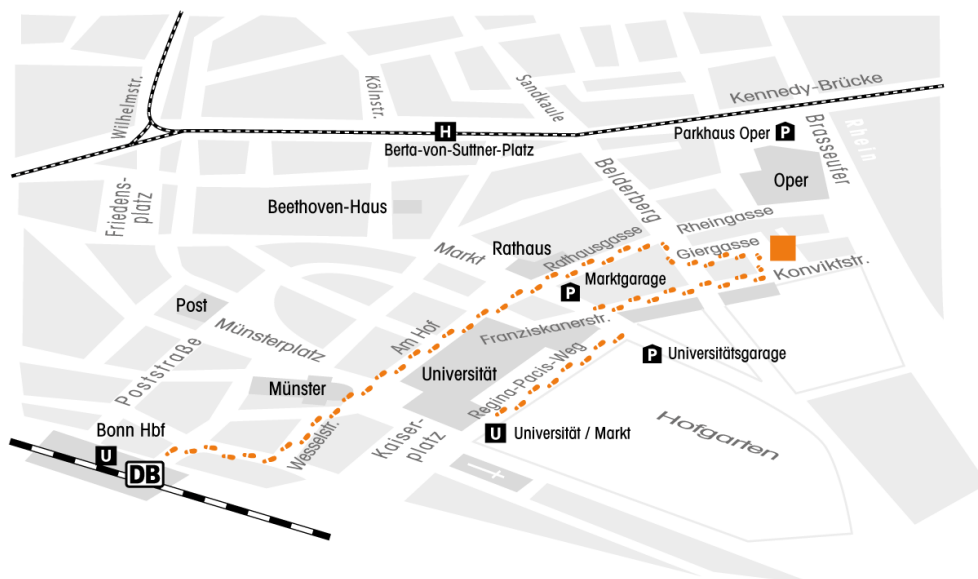 Kennedy-Brücke
Wilhelmstr.
Kölnstr.
Sandkaule
H
Berta-von-Suttner-Platz
Parkhaus Oper
P
Brasseufer
Rhein
Oper
Friedens-
platz
Beethoven-Haus
Belderberg
Rheingasse
Markt
Rathaus
Rathausgasse
Giergasse
Konviktstr.
Marktgarage
P
Post
Münsterplatz
Am Hof
Franziskanerstr.
Poststraße
Universität
Regina-Pacis-Weg
P
Universitätsgarage
Münster
Wesselstr.
Kaiser-
platz
U
Universität / Markt
Hofgarten
Bonn Hbf
U
DB